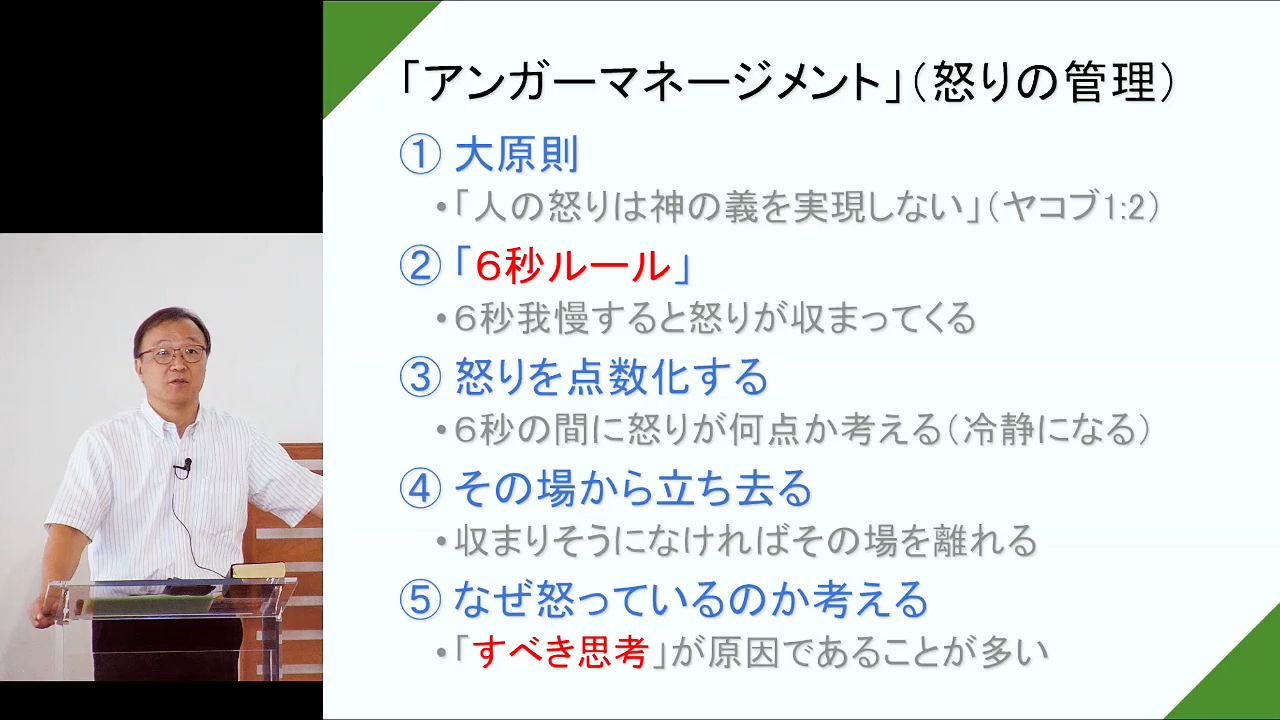 「アンガーマネージメント」（怒りの管理）
① 大原則
•「人の怒りは神の義を実現しない」（ヤコブ1:2）
② 「６秒ルール」
•６秒我慢すると怒りが収まってくる
③ 怒りを点数化する
•６秒の間に怒りが何点か考える（冷静になる）
④ その場から立ち去る
•収まりそうになければその場を離れる
⑤ なぜ怒っているのか考える
•「すべき思考」が原因であることが多い